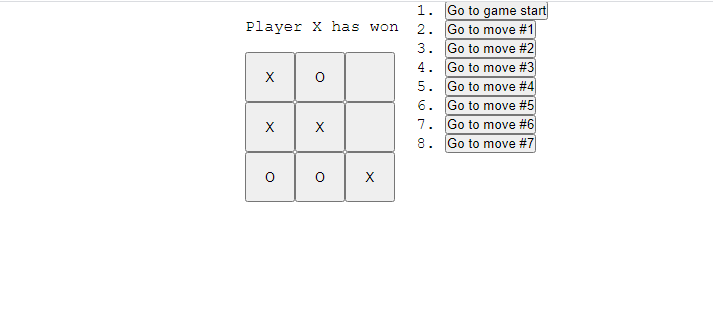 Player X has won
X O
X X
O O X
1. Go to game start
2. Go to move #1
3. Go to move #2
4. Go to move #3
5. Go to move #4
6. Go to move #5
7. Go to move #6
8. Go to move #7